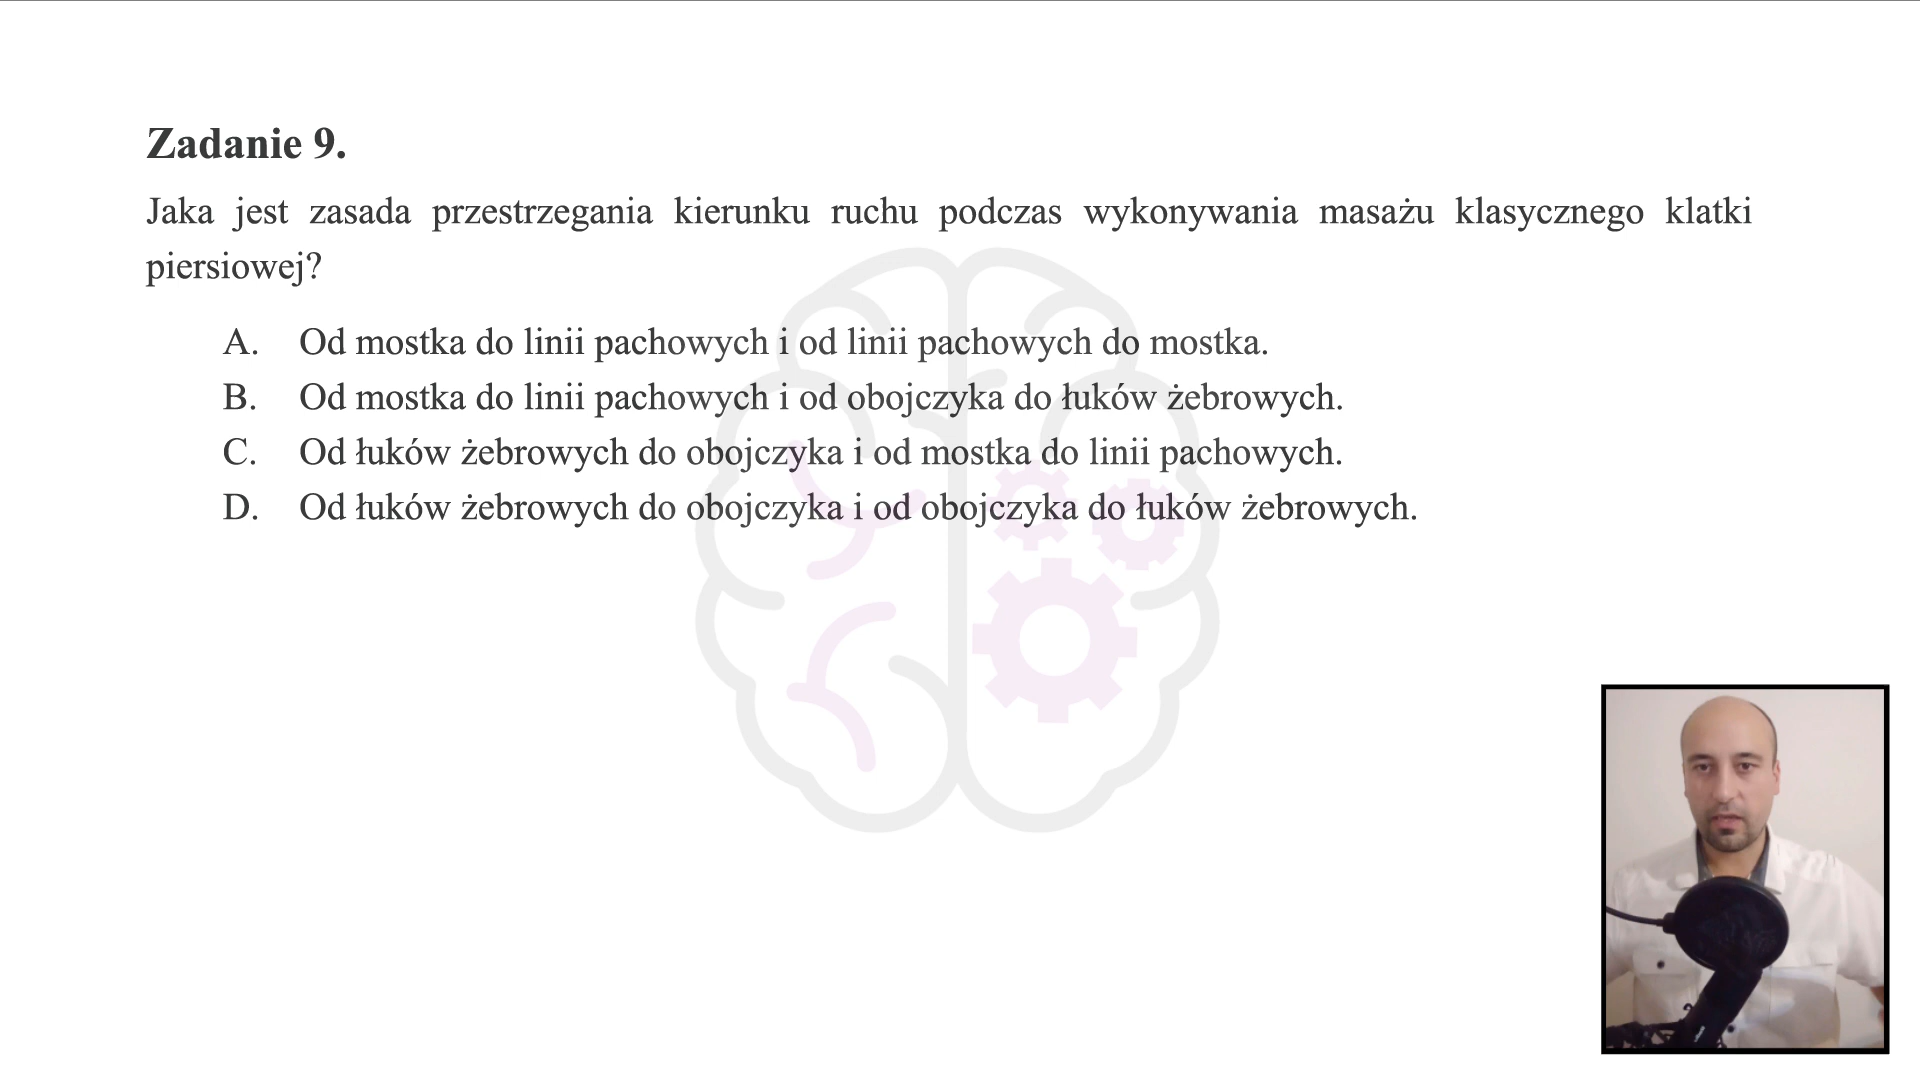 Zadanie 9.
Jaka jest zasada przestrzegania kierunku ruchu podczas wykonywania masażu klasycznego klatki
piersiowej?
A. Od mostka do linii pachowych i od linii pachowych do mostka.
B. Od mostka do linii pachowych i od obojczyka do łuków żebrowych.
C. Od łuków żebrowych do obojczyka i od mostka do linii pachowych.
D. Od łuków żebrowych do obojczyka i od obojczyka do łuków żebrowych.